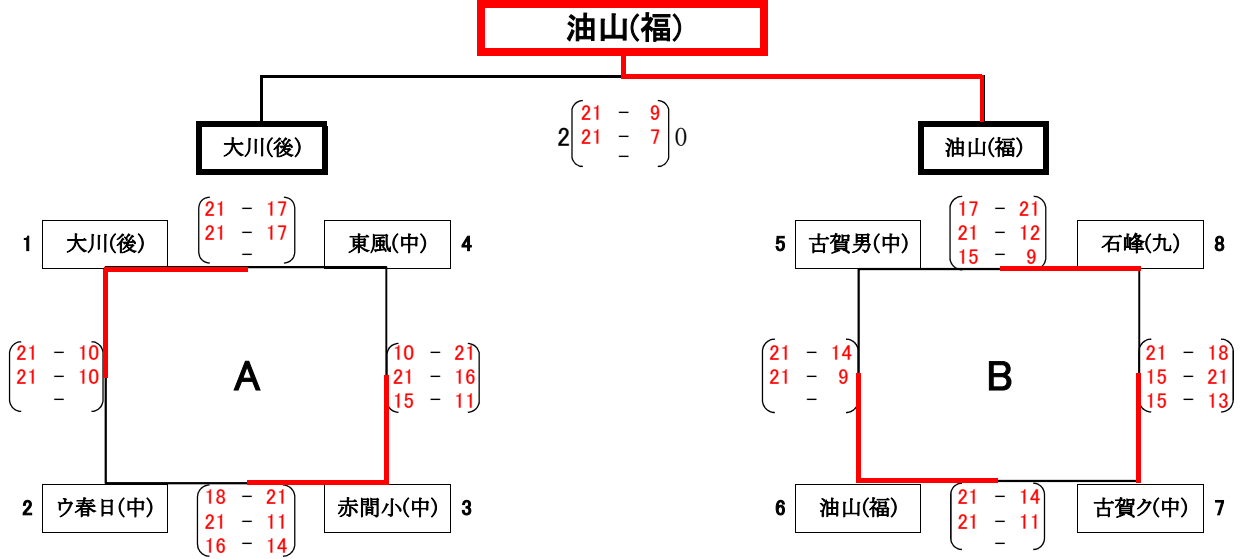 油山(福)
大川(後)
2
21 - 9
21 - 7
-
0
油山(福)
1 大川(後)
21 - 17
21 - 17
-
東風(中) 4
21 - 10
21 - 10
-
A
10 - 21
21 - 16
15 - 11
2 ウ春日(中)
18 - 21
21 - 11
16 - 14
赤間小(中) 3
5 古賀男(中)
17 - 21
21 - 12
15 - 9
石峰(九) 8
21 - 14
21 - 9
-
B
21 - 18
15 - 21
15 - 13
6 油山(福)
21 - 14
21 - 11
-
古賀ク(中) 7